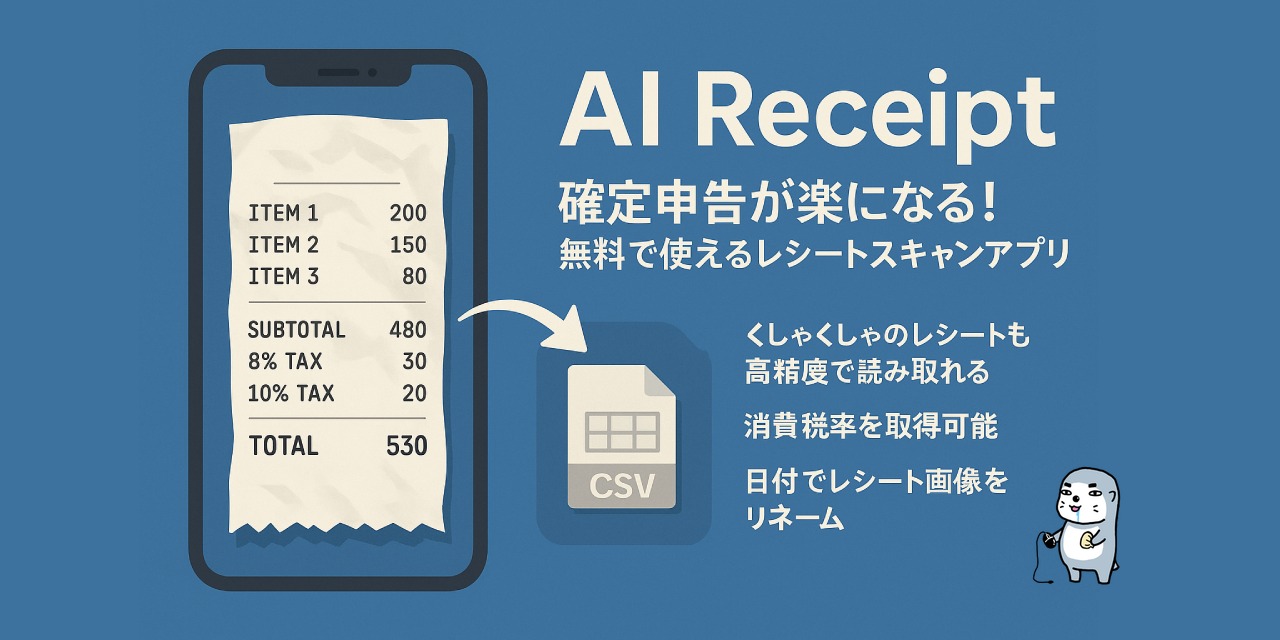 AI Receipt
確定申告が楽になる!
無料で使えるレシートスキャンアプリ
ITEM 1 200
ITEM 2 150
ITEM 3 80
SUBTOTAL 480
8% TAX 30
10% TAX 20
TOTAL 530
CSV
くしゃくしゃのレシートも
高精度で読み取れる
消費税率を取得可能
日付でレシート画像を
リネーム